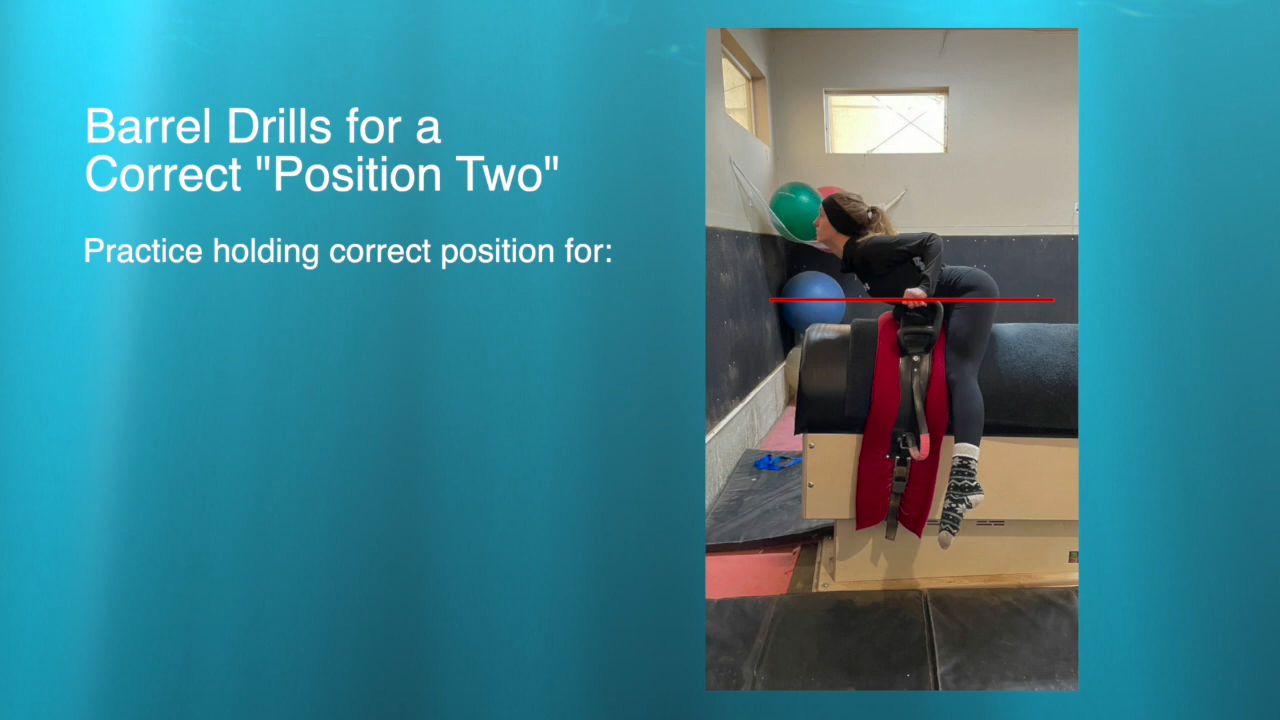 Barrel Drills for a
Correct "Position Two"
Practice holding correct position for: